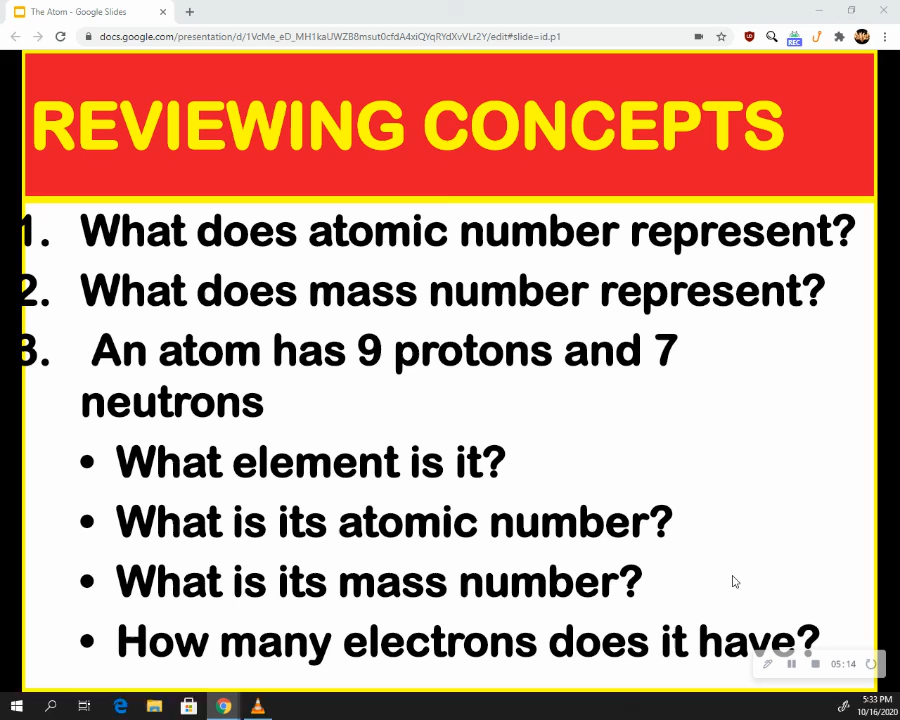 The Atom - Google Slides
docs.google.com/presentation/d/1VcMe_eD_MH1kaUWZB8msut0cfdA4xiQYqRYdXvVLr2Y/edit#slide=id.p1
REC
REVIEWING CONCEPTS
1. What does atomic number represent?
2. What does mass number represent?
3. An atom has 9 protons and 7
neutrons
• What element is it?
• What is its atomic number?
• What is its mass number?
• How many electrons does it have?
05:14
5:33 PM
10/16/2020